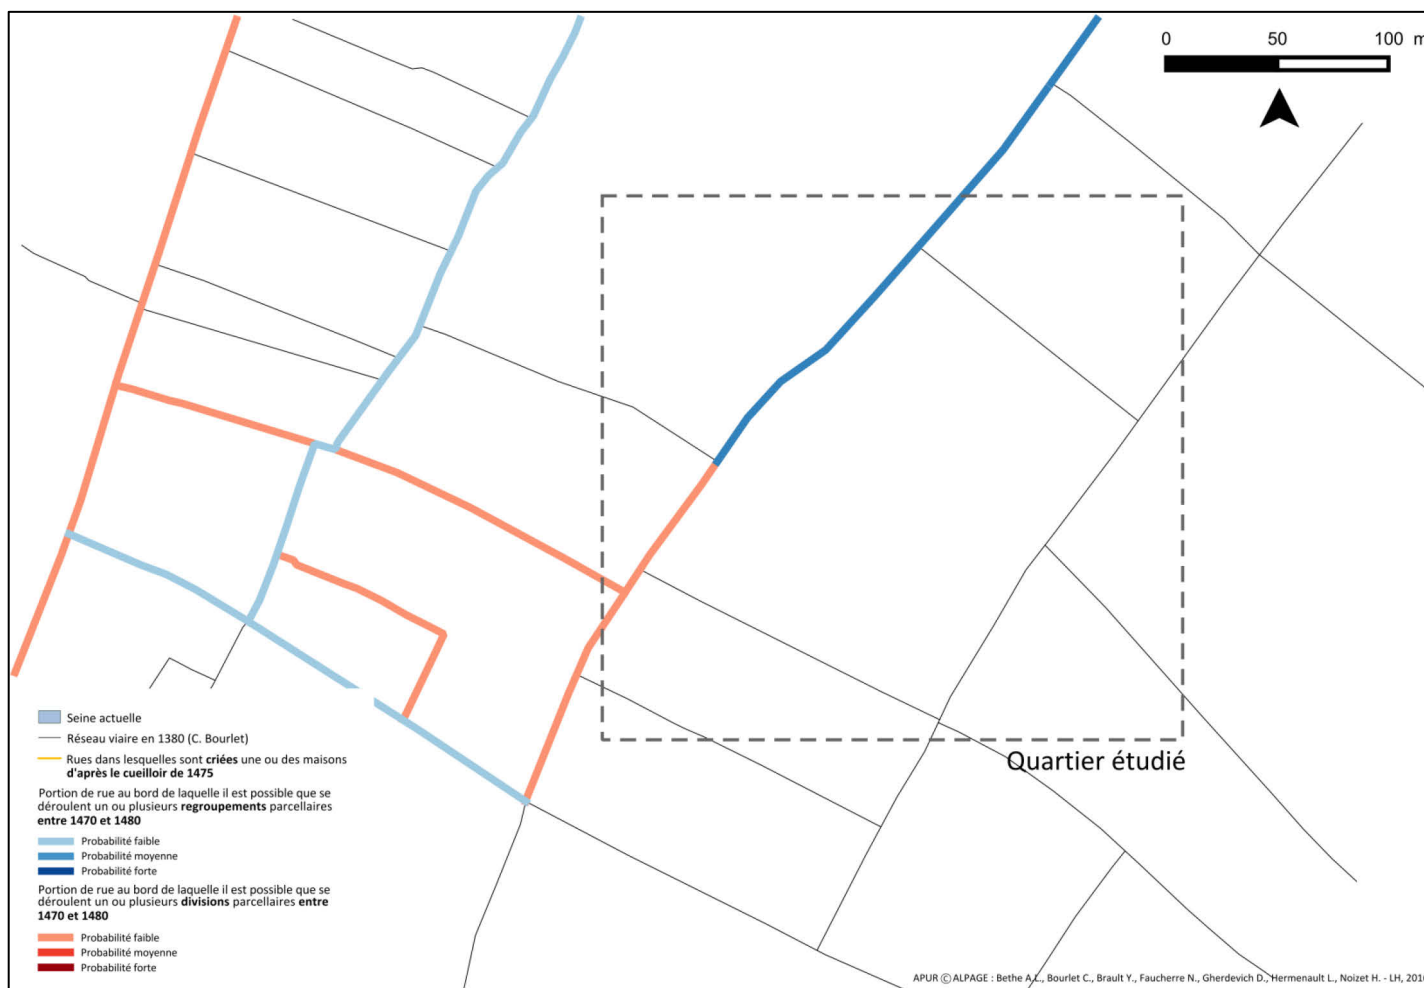 0 50 100 m
Quartier étudié
Seine actuelle
Réseau viaire en 1380 (C. Bourlet)
Rues dans lesquelles sont criées une ou des maisons
d'après le cueilloir de 1475
Portion de rue au bord de laquelle il est possible que se
déroulent un ou plusieurs regroupements parcellaires
entre 1470 et 1480
Probabilité faible
Probabilité moyenne
Probabilité forte
Portion de rue au bord de laquelle il est possible que se
déroulent un ou plusieurs divisions parcellaires entre
1470 et 1480
Probabilité faible
Probabilité moyenne
Probabilité forte
APUR © ALPAGE : Bethe A.L., Bourlet C., Brault Y., Faucherre N., Gherdevich D., Hermenault L., Noizet H. - LH,